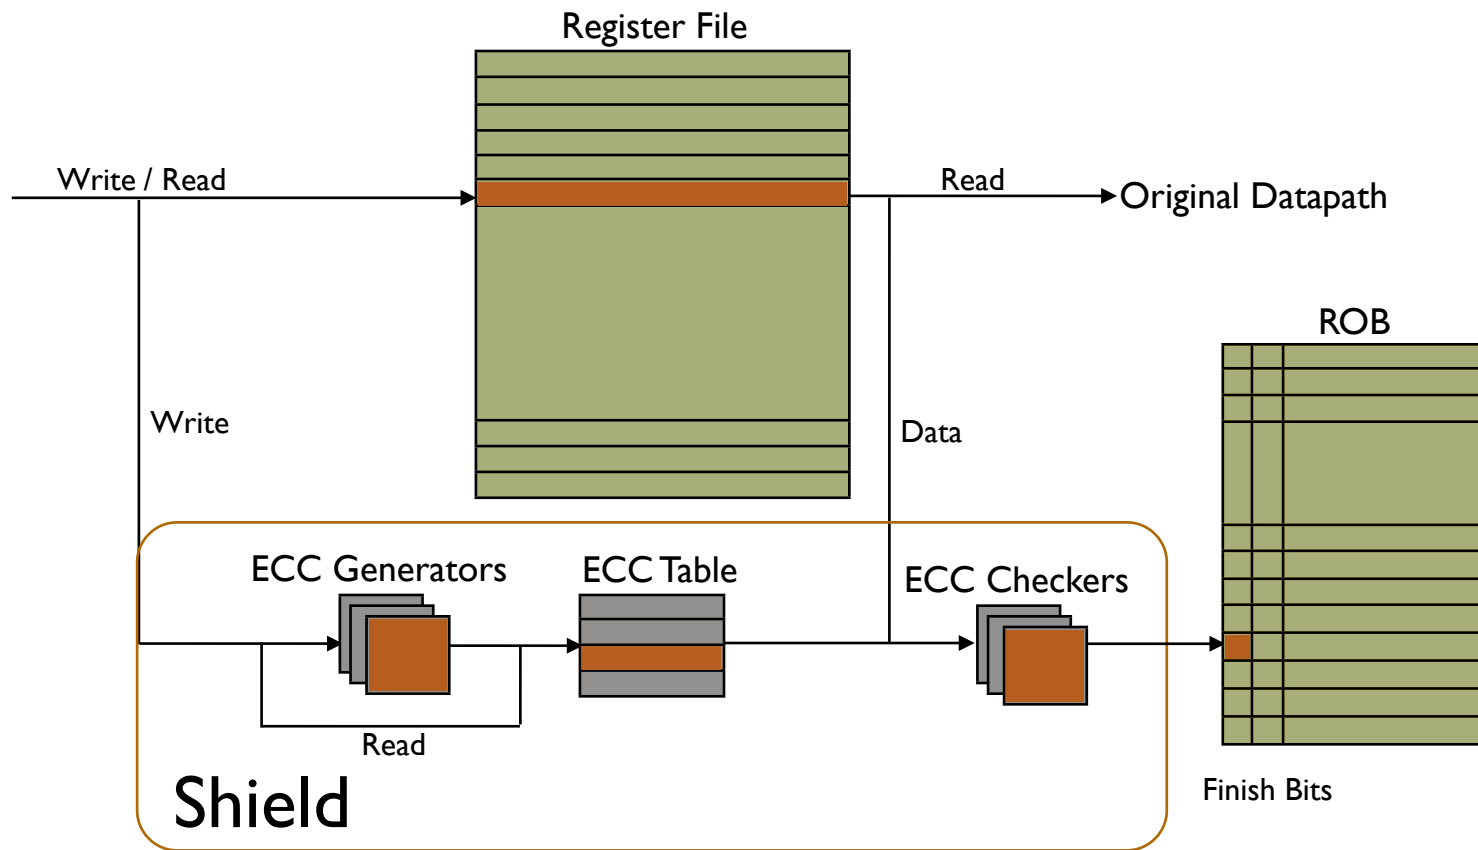 Register File
Write / Read
Read
Original Datapath
ROB
Write
Data
ECC Generators
ECC Table
ECC Checkers
Read
Shield
Finish Bits